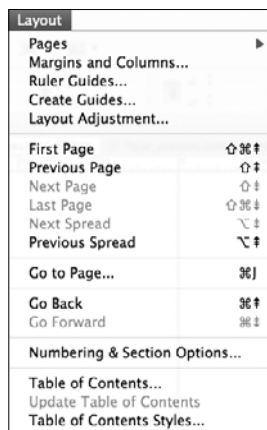 Layout
Pages ▶
Margins and Columns...
Ruler Guides...
Create Guides...
Layout Adjustment...
First Page ⇧⌘⇞
Previous Page ⇧⇞
Next Page ⇧⇟
Last Page ⇧⌘⇟
Next Spread ⌥⇟
Previous Spread ⌥⇞
Go to Page... ⌘J
Go Back ⌘⇞
Go Forward ⌘⇟
Numbering & Section Options...
Table of Contents...
Update Table of Contents
Table of Contents Styles...